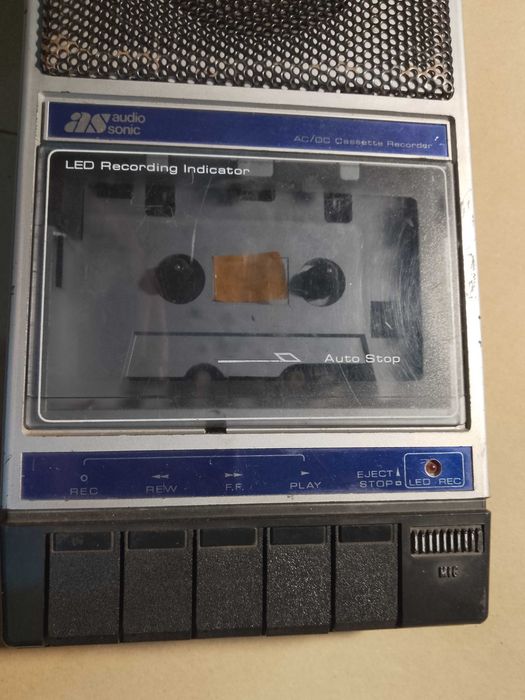 as audio
sonic
AC/DC Cassette Recorder
LED Recording Indicator
Auto Stop
REC
REW
F.F.
PLAY
EJECT
STOP
LED REC
MIC